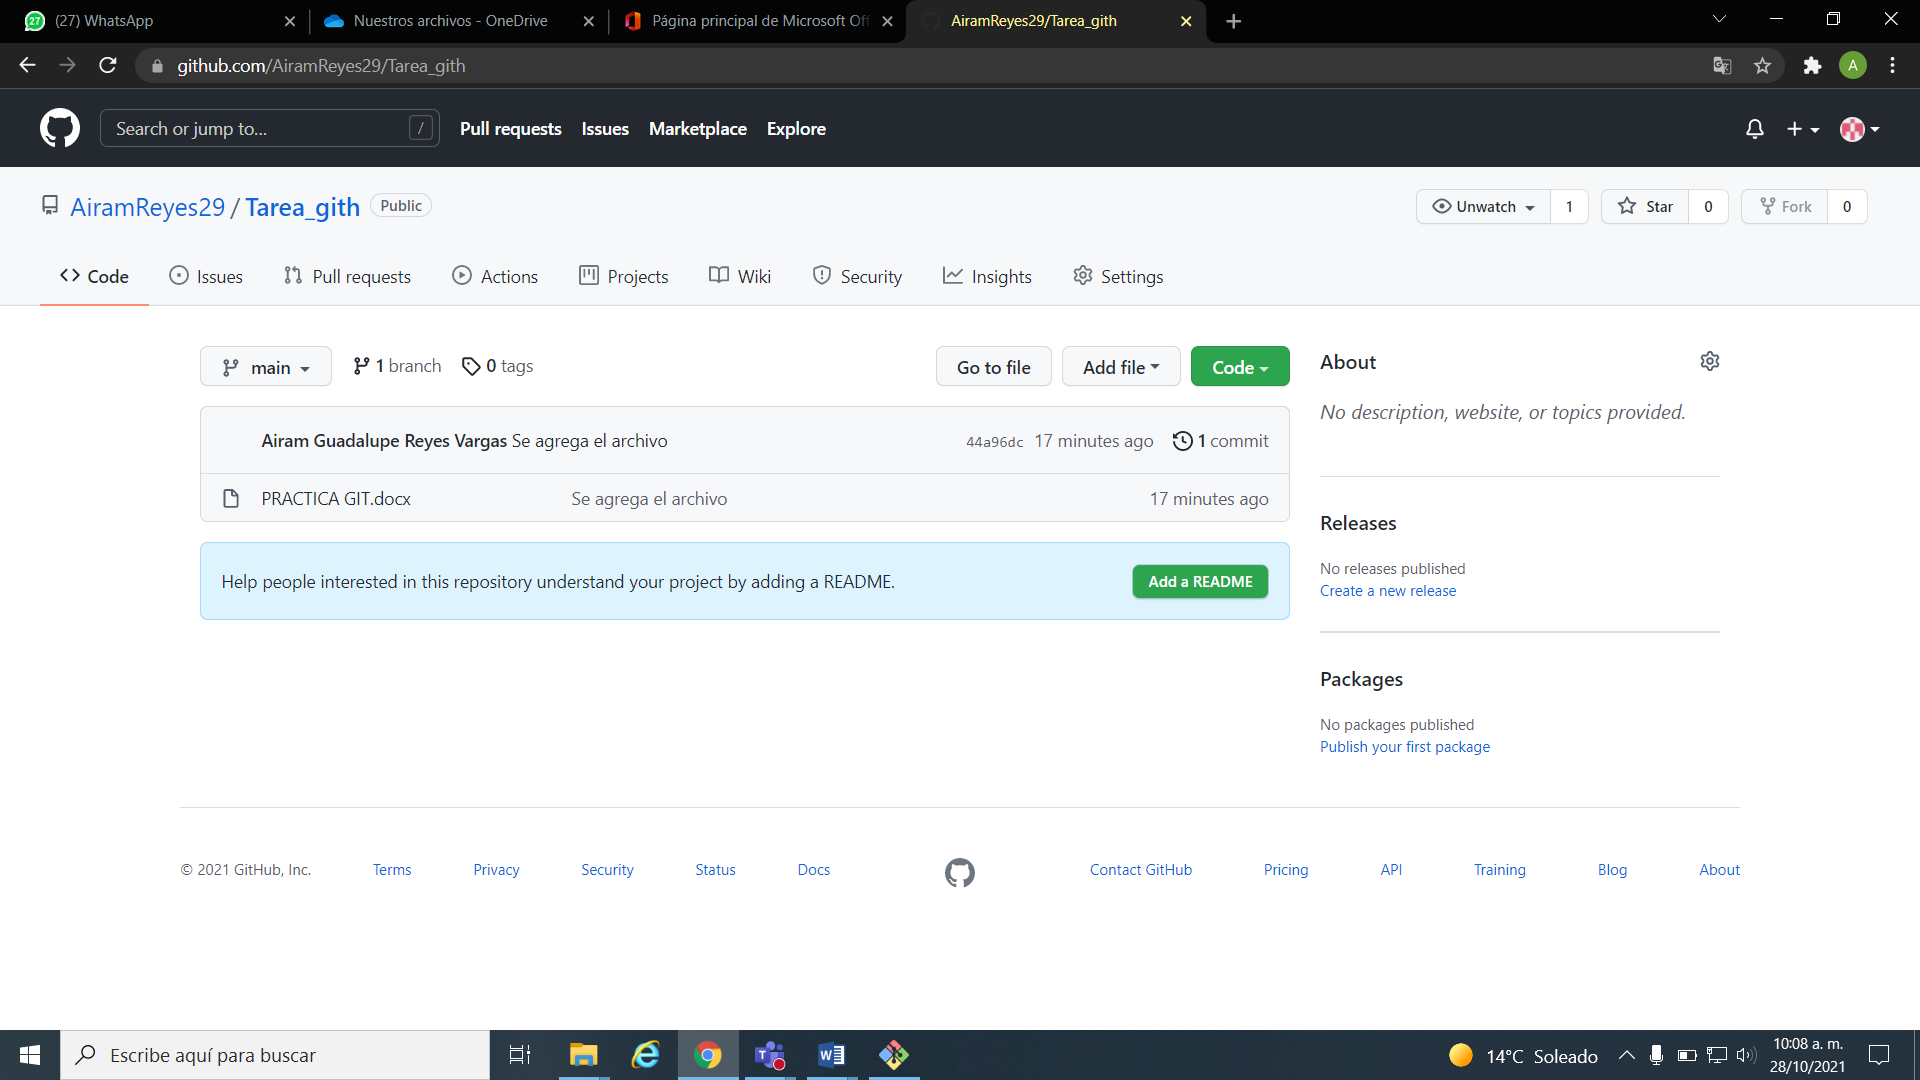 27
(27) WhatsApp
Nuestros archivos - OneDrive
Página principal de Microsoft Off
AiramReyes29/Tarea_gith
github.com/AiramReyes29/Tarea_gith
A
Search or jump to...
/
Pull requests
Issues
Marketplace
Explore
AiramReyes29 / Tarea_gith
Public
Unwatch
1
Star
0
Fork
0
Code
Issues
Pull requests
Actions
Projects
Wiki
Security
Insights
Settings
main
1 branch
0 tags
Go to file
Add file
Code
About
No description, website, or topics provided.
Airam Guadalupe Reyes Vargas Se agrega el archivo
44a96dc
17 minutes ago
1 commit
PRACTICA GIT.docx
Se agrega el archivo
17 minutes ago
Help people interested in this repository understand your project by adding a README.
Add a README
Releases
No releases published
Create a new release
Packages
No packages published
Publish your first package
© 2021 GitHub, Inc.
Terms
Privacy
Security
Status
Docs
Contact GitHub
Pricing
API
Training
Blog
About
Escribe aquí para buscar
14°C Soleado
10:08 a. m.
28/10/2021